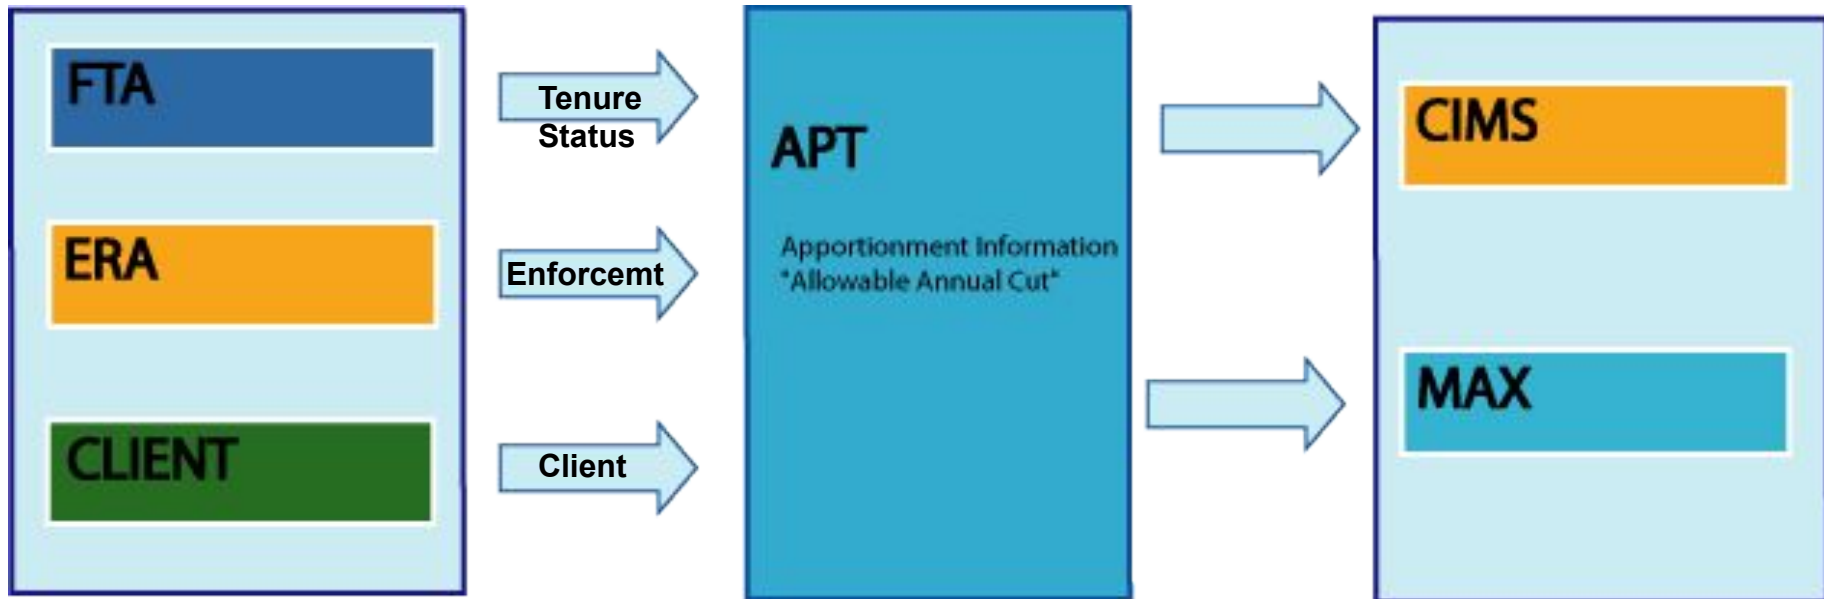 FTA
Tenure
Status
ERA
Enforcemt
CLIENT
Client
APT
Apportionment Information
"Allowable Annual Cut"
CIMS
MAX